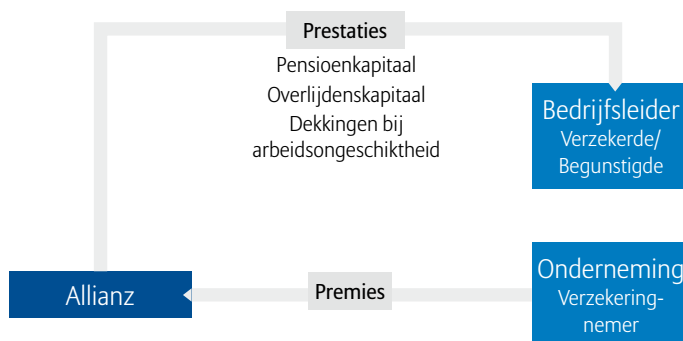 Prestaties
Pensioenkapitaal
Overlijdenskapitaal
Dekkingen bij
arbeidsongeschiktheid
Bedrijfsleider
Verzekerde/
Begunstigde
Allianz
Premies
Onderneming
Verzekering-
nemer